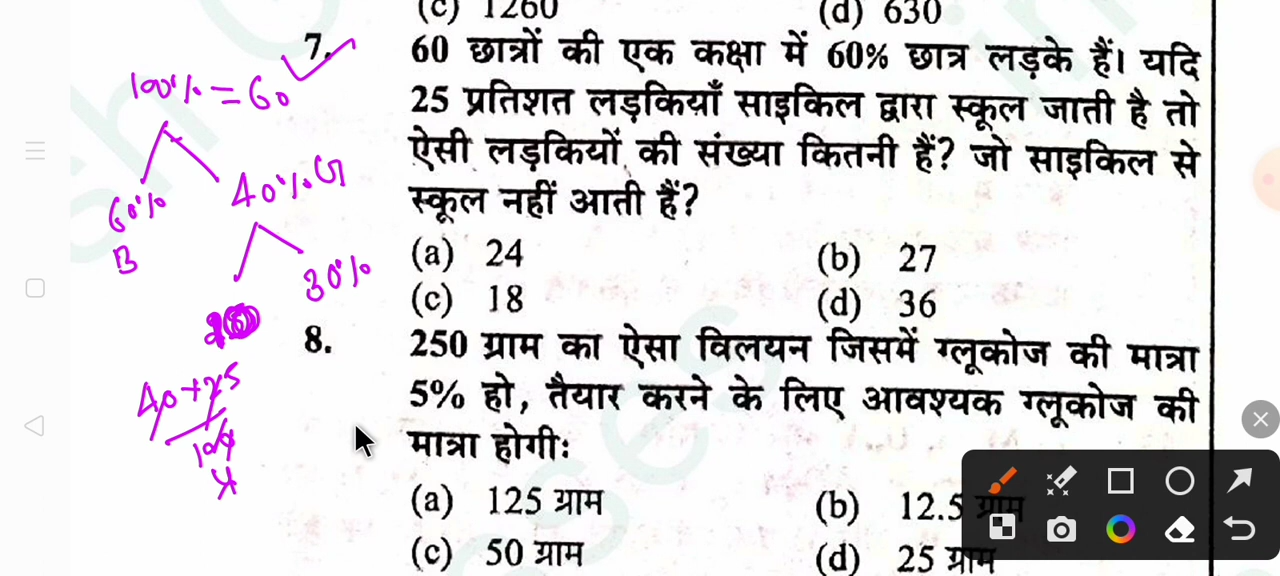 (c) 1260 (d) 630
7. 60 छात्रों की एक कक्षा में 60% छात्र लड़के हैं। यदि
100% = 60
25 प्रतिशत लड़कियाँ साइकिल द्वारा स्कूल जाती है तो
ऐसी लड़कियों की संख्या कितनी हैं? जो साइकिल से
40% G
60%
स्कूल नहीं आती हैं?
B
(a) 24 (b) 27
30%
(c) 18 (d) 36
8. 250 ग्राम का ऐसा विलयन जिसमें ग्लूकोज की मात्रा
5% हो, तैयार करने के लिए आवश्यक ग्लूकोज की
40 + 25
मात्रा होगीः
(a) 125 ग्राम (b) 12.5 ग्राम
(c) 50 ग्राम (d) 25 ग्राम